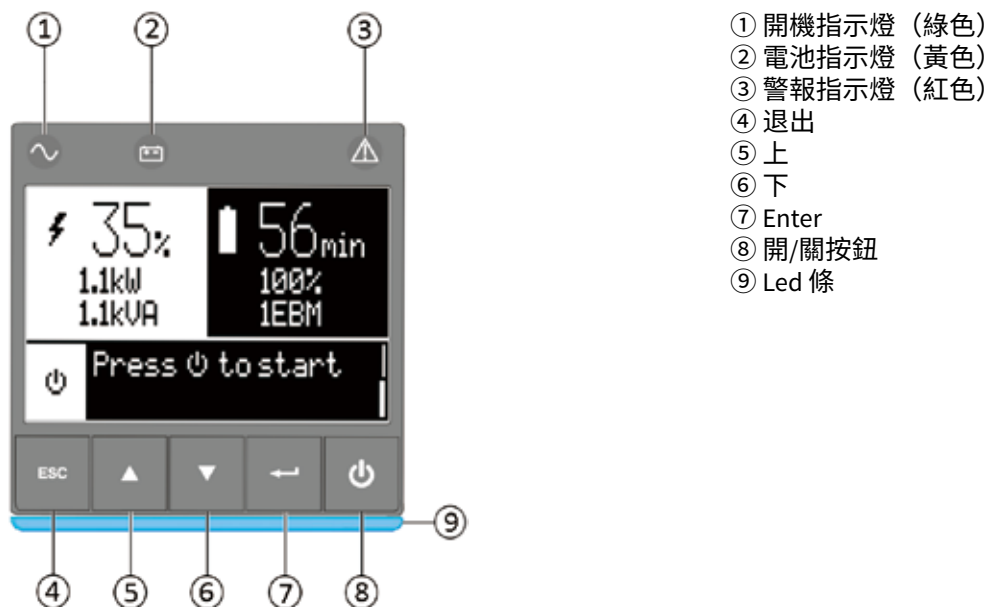 ① ② ③
35%
1.1kW
1.1kVA
56min
100%
1EBM
Press ⏻ to start
ESC
⑨
④ ⑤ ⑥ ⑦ ⑧
① 開機指示燈（綠色）
② 電池指示燈（黃色）
③ 警報指示燈（紅色）
④ 退出
⑤ 上
⑥ 下
⑦ Enter
⑧ 開/關按鈕
⑨ Led 條